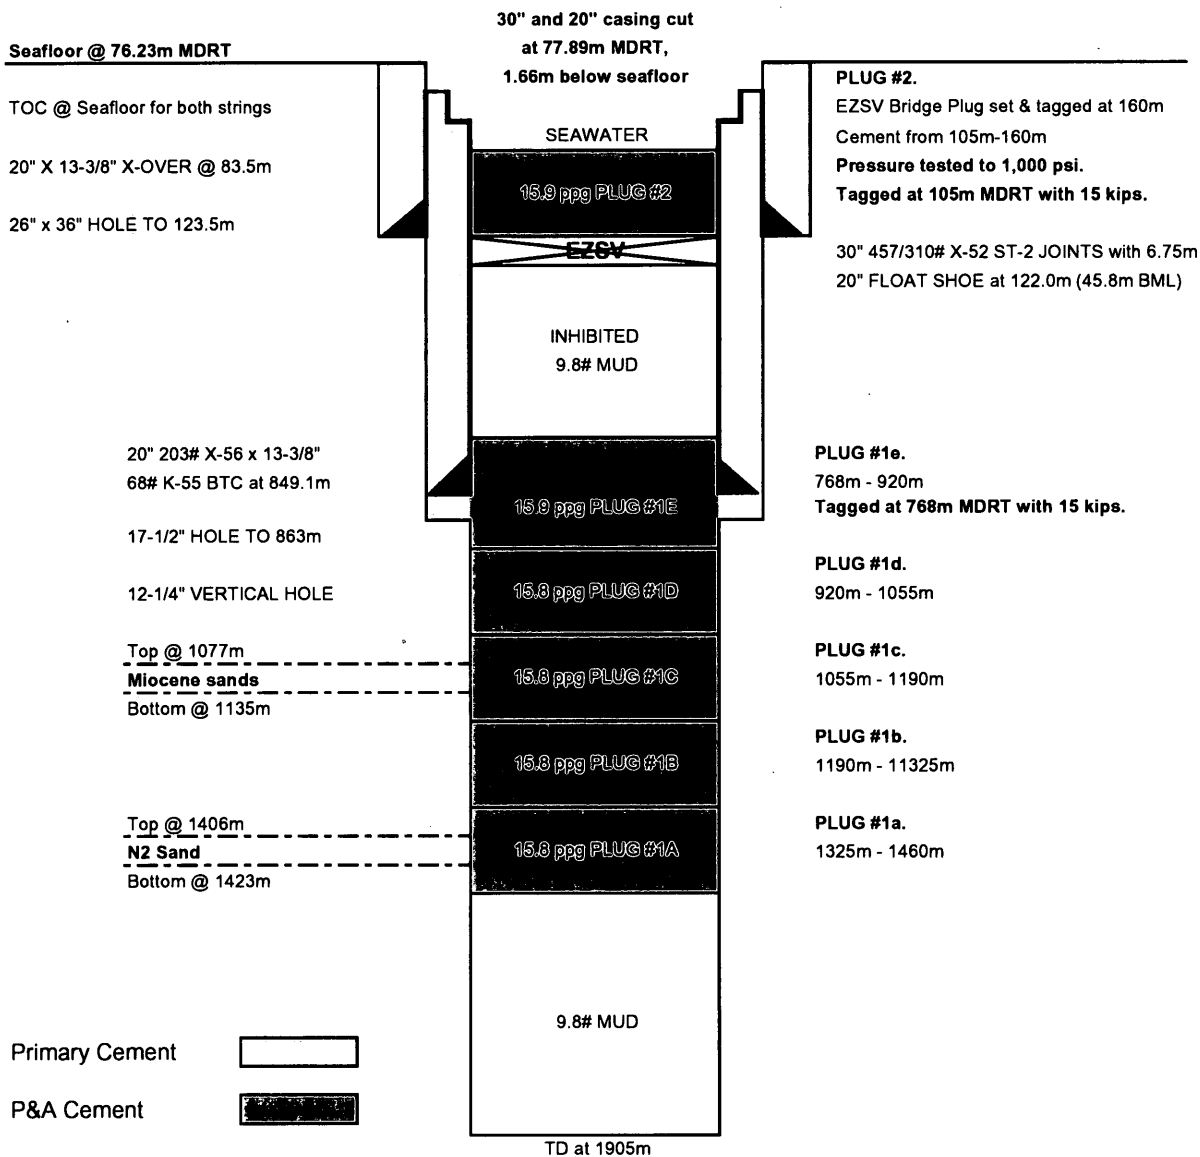 30" and 20" casing cut
at 77.89m MDRT,
1.66m below seafloor
Seafloor @ 76.23m MDRT
TOC @ Seafloor for both strings
20" X 13-3/8" X-OVER @ 83.5m
26" x 36" HOLE TO 123.5m
SEAWATER
15.9 ppg PLUG #2
EZSV
INHIBITED
9.8# MUD
PLUG #2.
EZSV Bridge Plug set & tagged at 160m
Cement from 105m-160m
Pressure tested to 1,000 psi.
Tagged at 105m MDRT with 15 kips.
30" 457/310# X-52 ST-2 JOINTS with 6.75m
20" FLOAT SHOE at 122.0m (45.8m BML)
20" 203# X-56 x 13-3/8"
68# K-55 BTC at 849.1m
17-1/2" HOLE TO 863m
12-1/4" VERTICAL HOLE
Top @ 1077m
Miocene sands
Bottom @ 1135m
Top @ 1406m
N2 Sand
Bottom @ 1423m
15.9 ppg PLUG #1E
15.8 ppg PLUG #1D
15.8 ppg PLUG #1C
15.8 ppg PLUG #1B
15.8 ppg PLUG #1A
PLUG #1e.
768m - 920m
Tagged at 768m MDRT with 15 kips.
PLUG #1d.
920m - 1055m
PLUG #1c.
1055m - 1190m
PLUG #1b.
1190m - 11325m
PLUG #1a.
1325m - 1460m
9.8# MUD
Primary Cement
P&A Cement
TD at 1905m